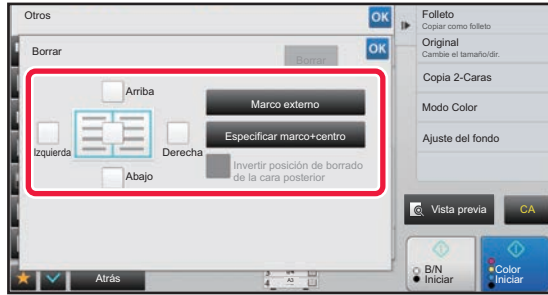 Otros
OK
Borrar
Borrar
OK
Arriba
Izquierda
Derecha
Abajo
Marco externo
Especificar marco+centro
Invertir posición de borrado
de la cara posterior
Atrás
Folleto
Copiar como folleto
Original
Cambie el tamaño/dir.
Copia 2-Caras
Modo Color
Ajuste del fondo
Vista previa
CA
B/N
Iniciar
Color
Iniciar